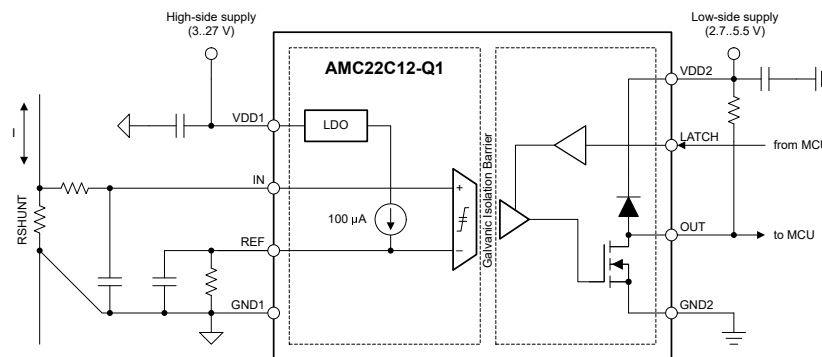 High-side supply
(3..27 V)
Low-side supply
(2.7..5.5 V)
AMC22C12-Q1
VDD1
LDO
VDD2
LATCH
from MCU
I
IN
+
100 µA
Galvanic Isolation Barrier
RSHUNT
REF
−
OUT
to MCU
GND1
GND2